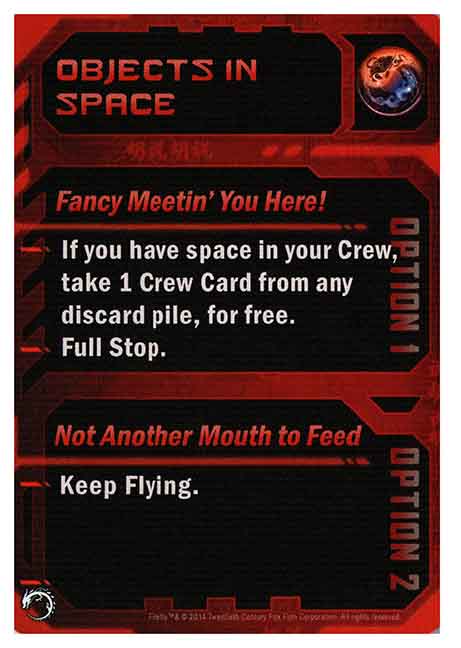 OBJECTS IN
SPACE
Fancy Meetin' You Here!
If you have space in your Crew,
take 1 Crew Card from any
discard pile, for free.
Full Stop.
OPTION 1
Not Another Mouth to Feed
Keep Flying.
OPTION 2
Firefly™& © 2014 Twentieth Century Fox Film Corporation. All rights reserved.